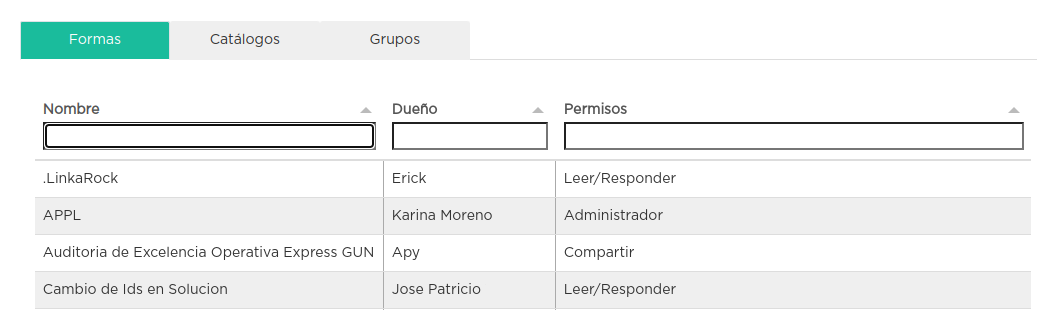 Formas Catálogos Grupos
Nombre Dueño Permisos
.LinkaRock Erick Leer/Responder
APPL Karina Moreno Administrador
Auditoria de Excelencia Operativa Express GUN Apy Compartir
Cambio de Ids en Solucion Jose Patricio Leer/Responder